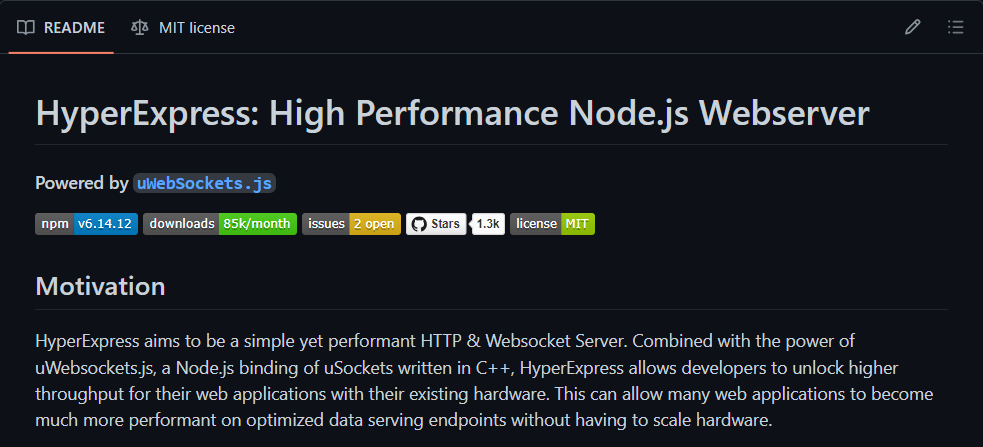 README MIT license
HyperExpress: High Performance Node.js Webserver
Powered by uWebSockets.js
npm v6.14.12 downloads 85k/month issues 2 open Stars 1.3k license MIT
Motivation
HyperExpress aims to be a simple yet performant HTTP & Websocket Server. Combined with the power of
uWebsockets.js, a Node.js binding of uSockets written in C++, HyperExpress allows developers to unlock higher
throughput for their web applications with their existing hardware. This can allow many web applications to become
much more performant on optimized data serving endpoints without having to scale hardware.